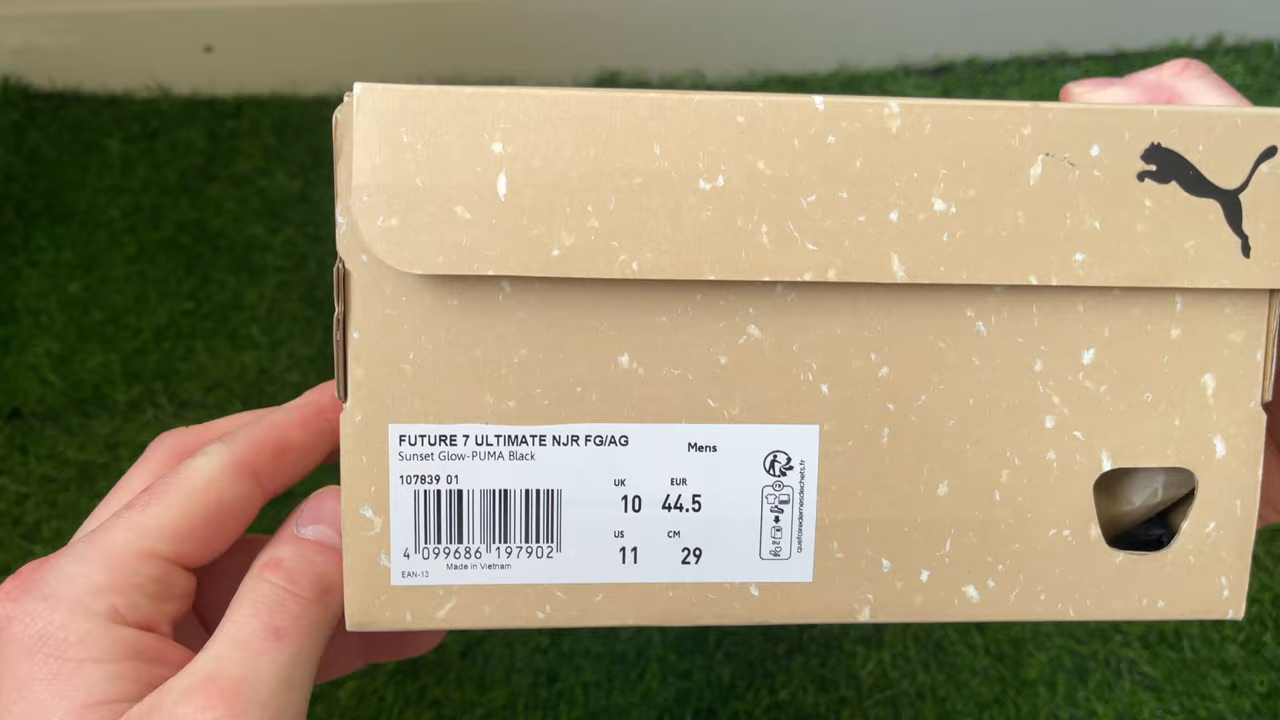 FUTURE 7 ULTIMATE NJR FG/AG
Sunset Glow-PUMA Black
Mens
107839 01
UK EUR
10 44.5
US CM
11 29
4 099686 197902
Made in Vietnam
EAN-13
FR
quefairedemesdechets.fr